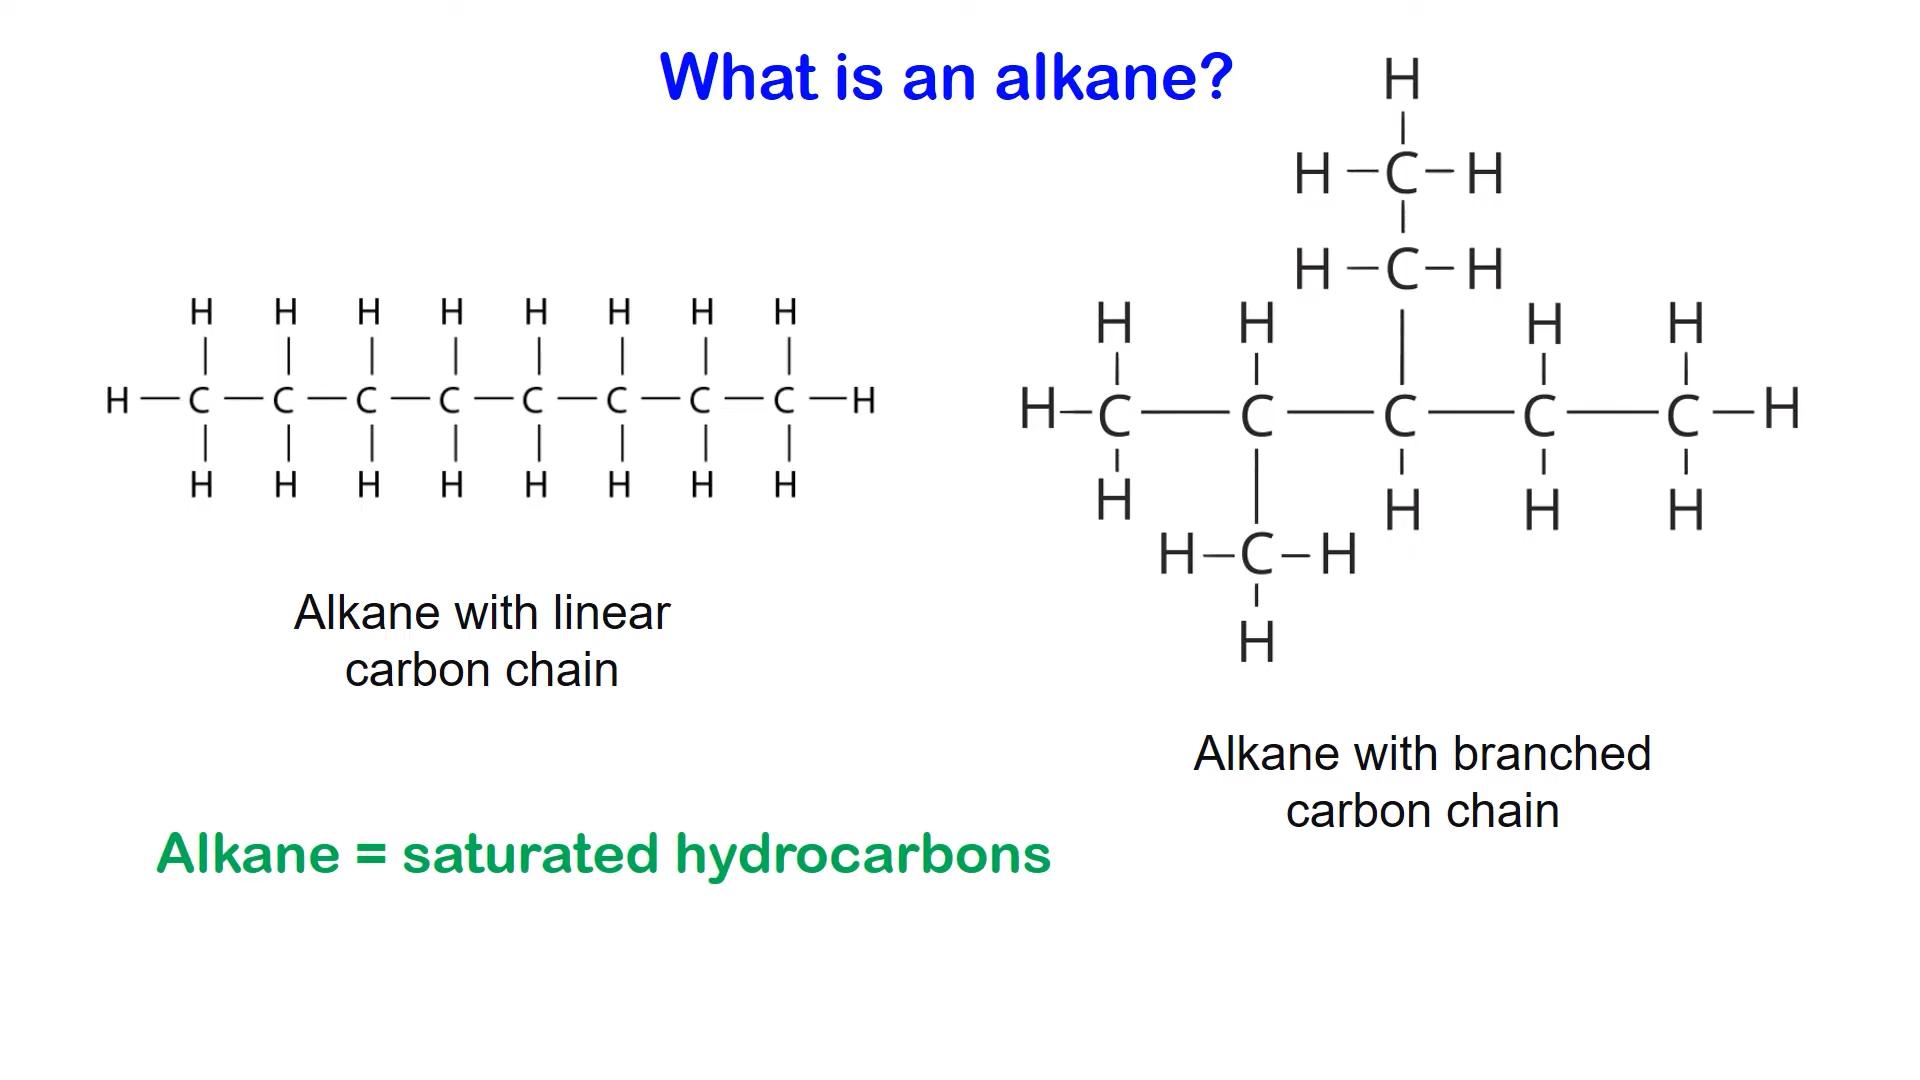 What is an alkane?
H
H – C – H
H – C – H
H H H H H H H H
H H H H
H — C — C — C — C — C — C — C — C — H
H – C — C — C — C — C – H
H H H H H H H H
H H H H
H – C – H
H
Alkane with linear
carbon chain
Alkane with branched
carbon chain
Alkane = saturated hydrocarbons